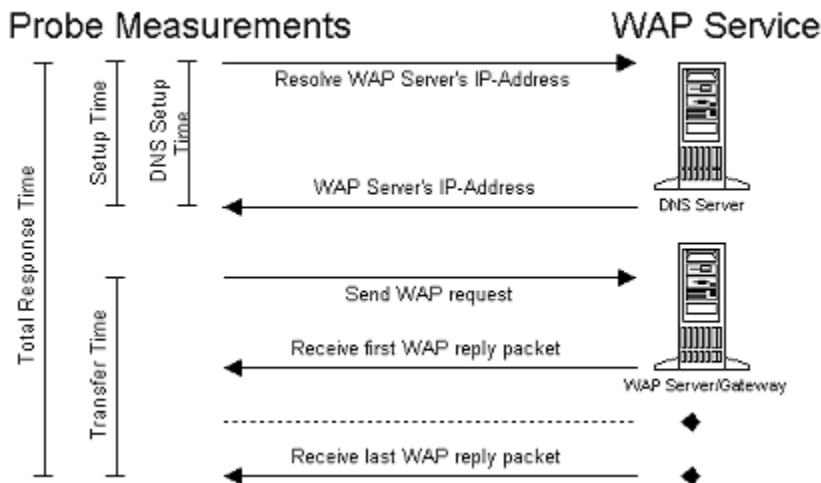 Probe Measurements
WAP Service
Total Response Time
Setup Time
DNS Setup
Time
Resolve WAP Server's IP-Address
WAP Server's IP-Address
DNS Server
Transfer Time
Send WAP request
Receive first WAP reply packet
WAP Server/Gateway
Receive last WAP reply packet